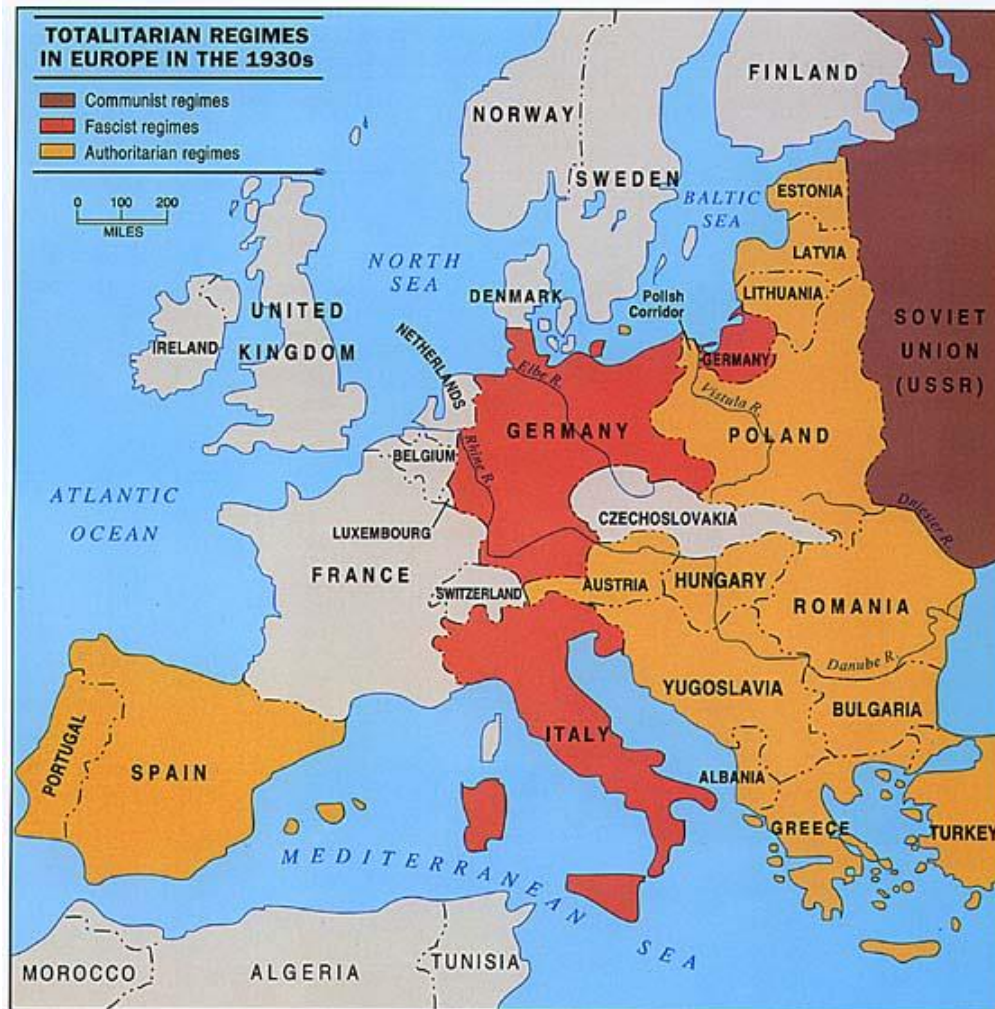 TOTALITARIAN REGIMES
IN EUROPE IN THE 1930s
Communist regimes
Fascist regimes
Authoritarian regimes
0 100 200
MILES
FINLAND
NORWAY
SWEDEN
ESTONIA
BALTIC
SEA
LATVIA
NORTH
SEA
DENMARK
Polish
Corridor
LITHUANIA
UNITED
KINGDOM
IRELAND
NETHERLANDS
GERMANY
SOVIET
UNION
(USSR)
Elbe R.
Vistula R.
GERMANY
POLAND
BELGIUM
Rhine R.
ATLANTIC
OCEAN
LUXEMBOURG
CZECHOSLOVAKIA
Dniester R.
FRANCE
SWITZERLAND
AUSTRIA
HUNGARY
ROMANIA
Danube R.
YUGOSLAVIA
BULGARIA
ITALY
PORTUGAL
SPAIN
ALBANIA
GREECE
TURKEY
MEDITERRANEAN
SEA
MOROCCO
ALGERIA
TUNISIA